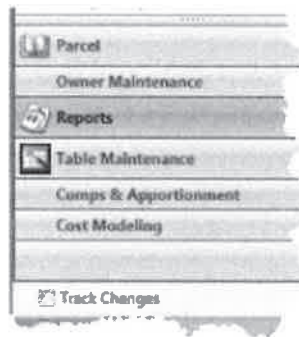 Parcel
Owner Maintenance
Reports
Table Maintenance
Comps & Apportionment
Cost Modeling
Track Changes